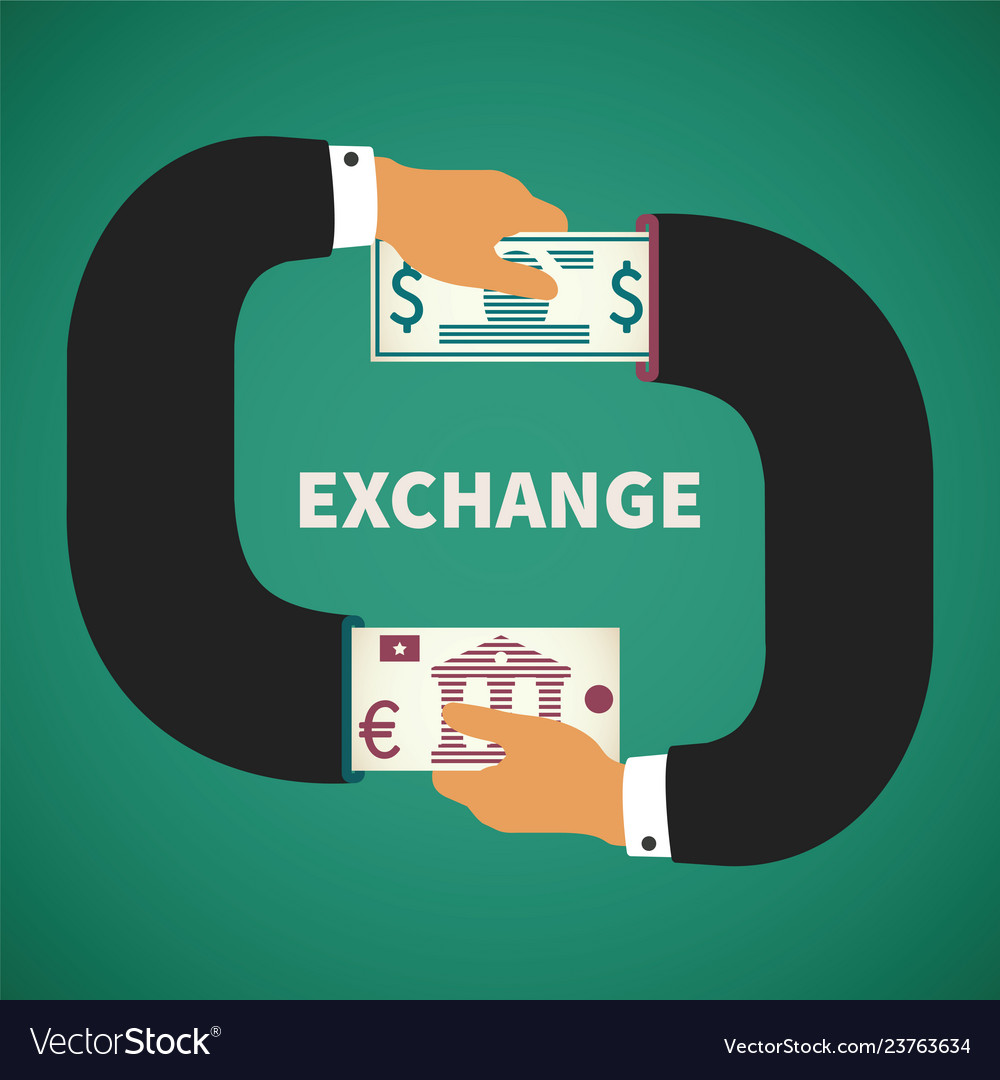 $ $
EXCHANGE
€
VectorStock®
VectorStock.com/23763634